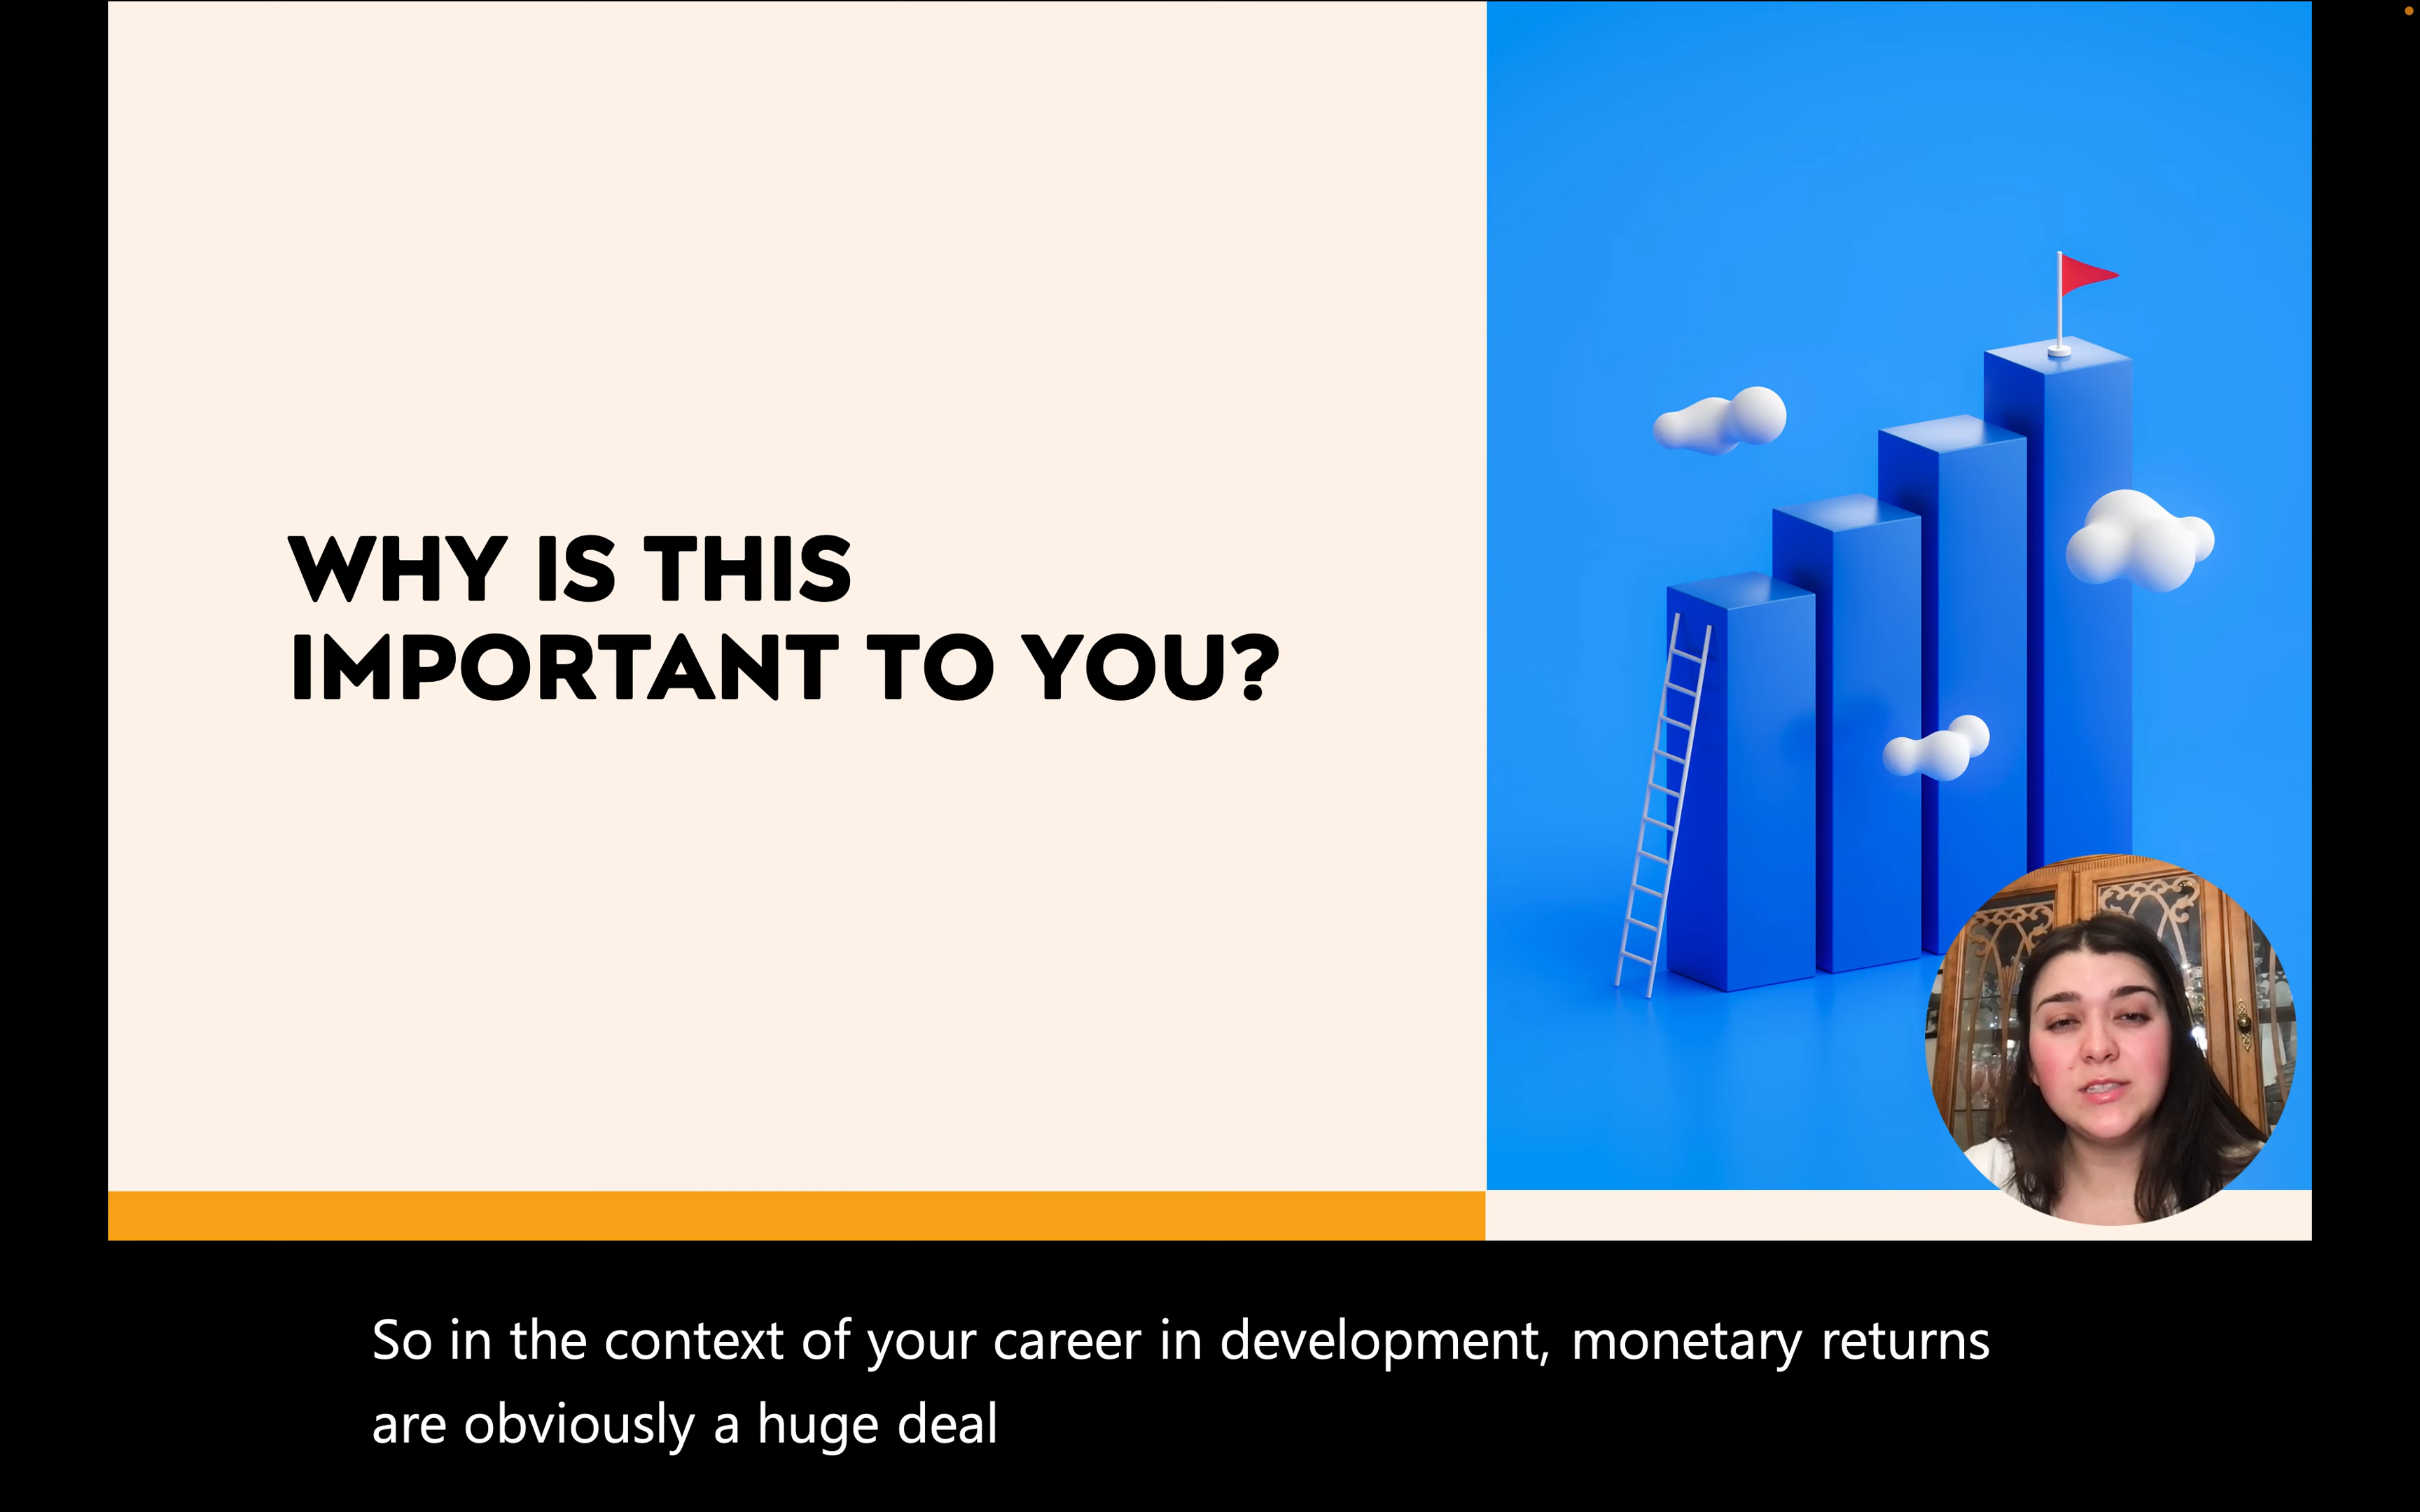 WHY IS THIS
IMPORTANT TO YOU?
So in the context of your career in development, monetary returns
are obviously a huge deal